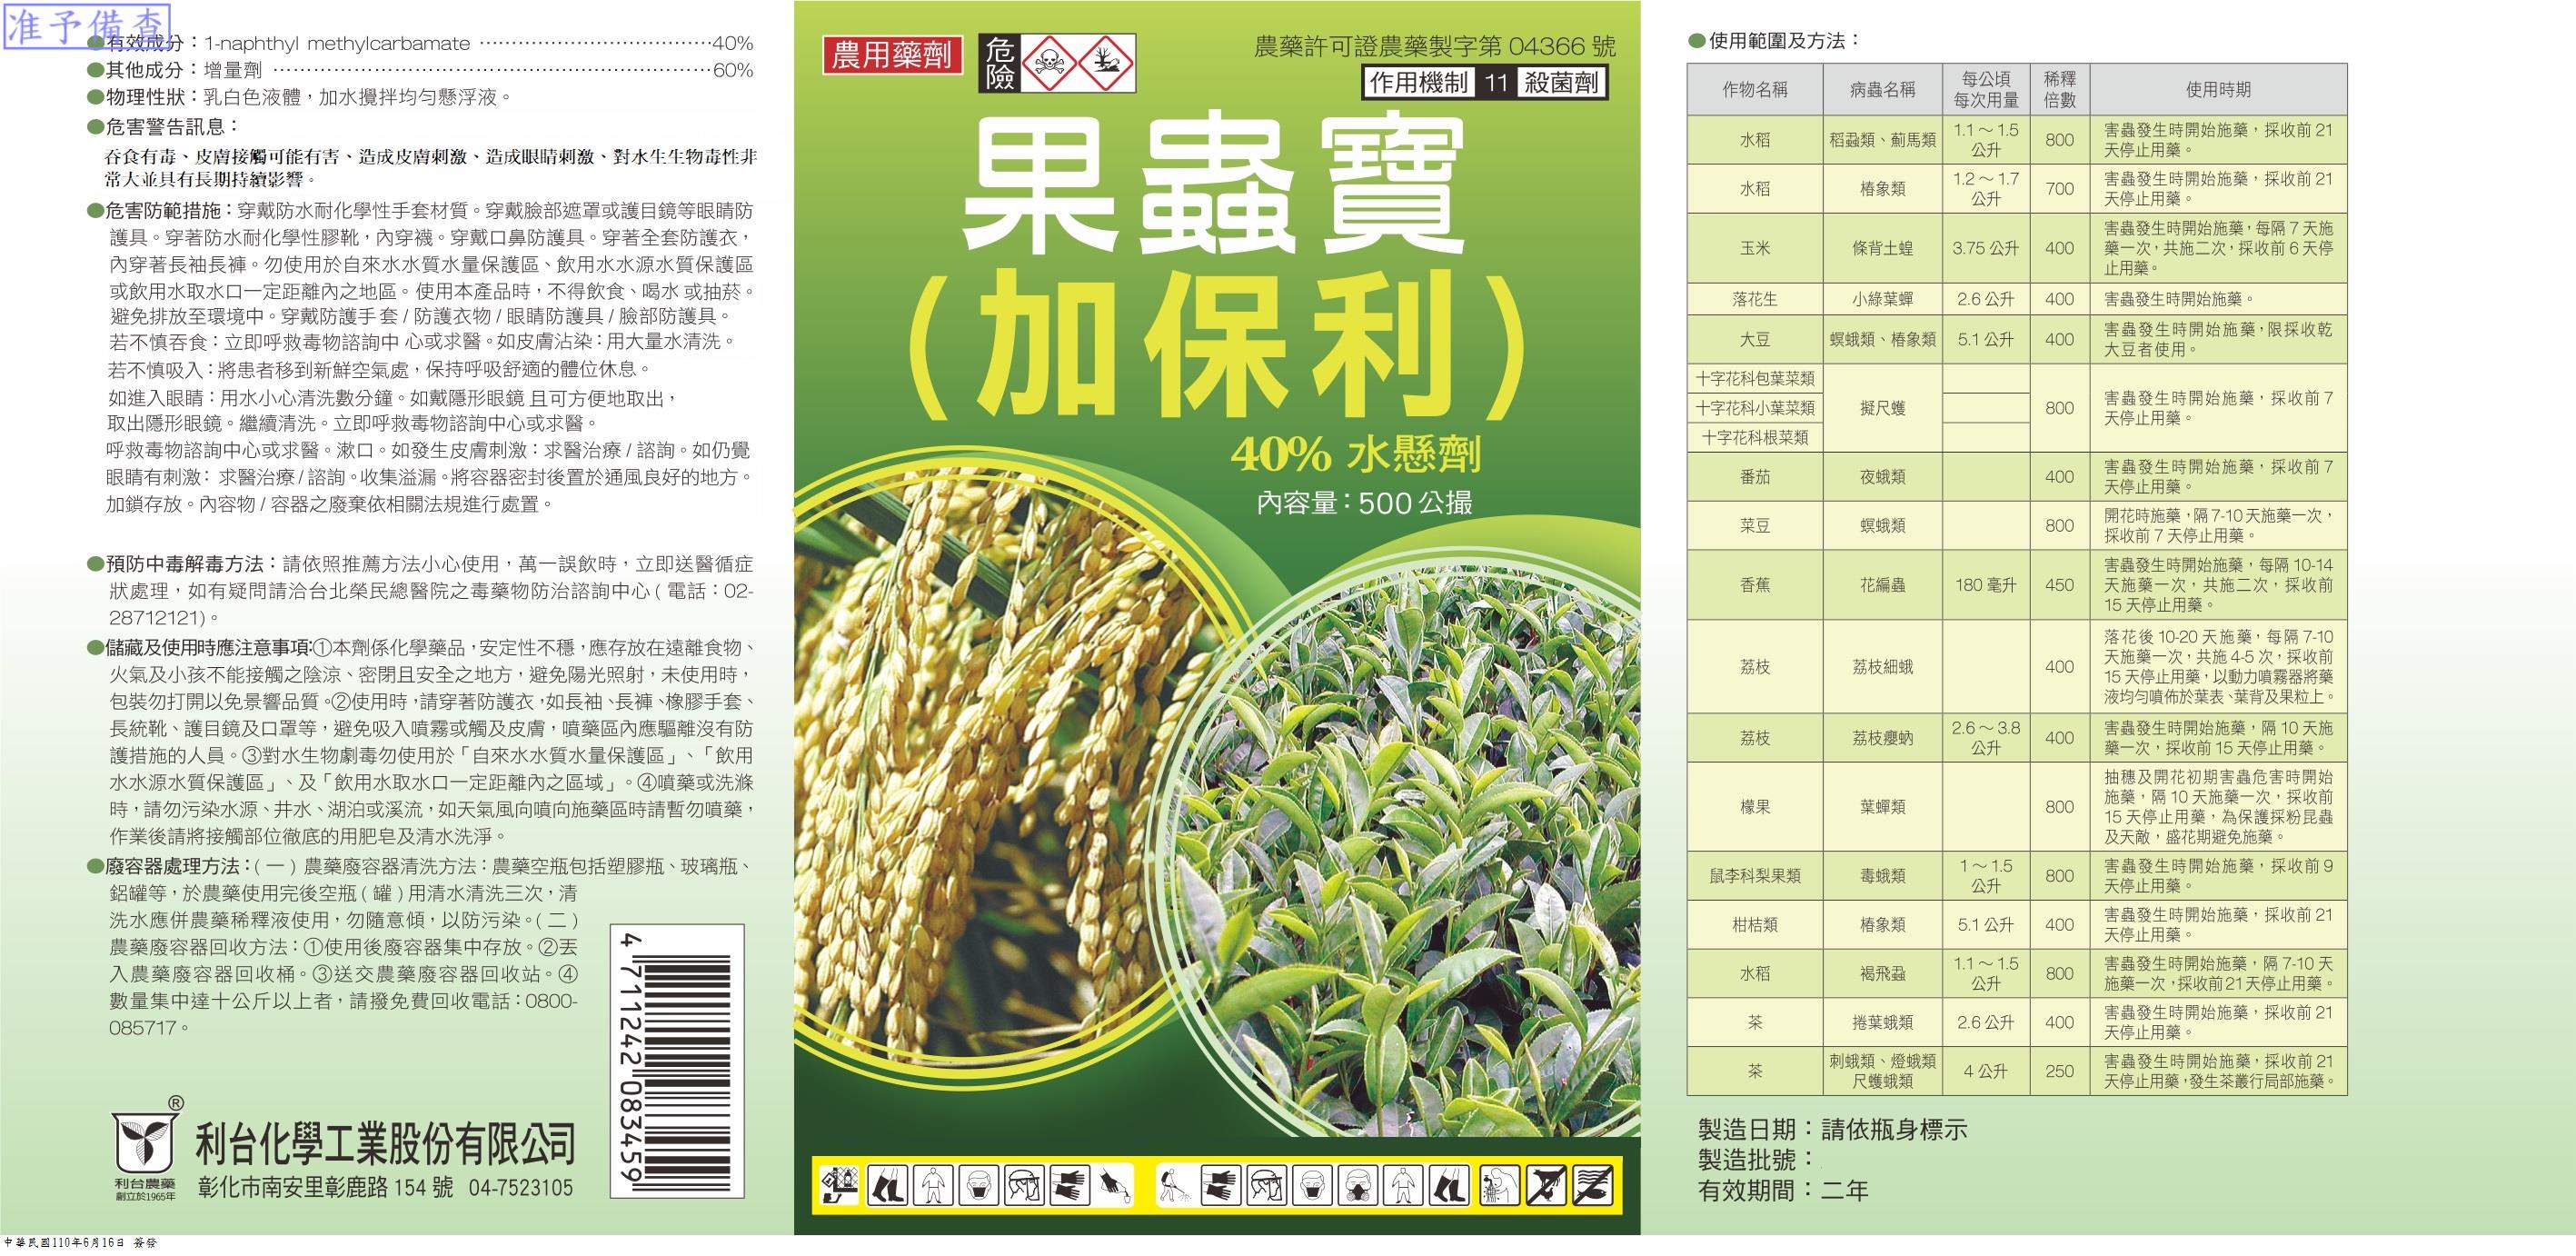 准予備查
●有效成分：1-naphthyl methylcarbamate ………………………………40%
●其他成分：增量劑 ……………………………………………………60%
●物理性狀：乳白色液體，加水攪拌均勻懸浮液。
●危害警告訊息：
吞食有毒、皮膚接觸可能有害、造成皮膚刺激、造成眼睛刺激、對水生生物毒性非
常大並具有長期持續影響。
●危害防範措施：穿戴防水耐化學性手套材質。穿戴臉部遮罩或護目鏡等眼睛防
護具。穿著防水耐化學性膠靴，內穿襪。穿戴口鼻防護具。穿著全套防護衣，
內穿著長袖長褲。勿使用於自來水水質水量保護區、飲用水水源水質保護區
或飲用水取水口一定距離內之地區。使用本產品時，不得飲食、喝水 或抽菸。
避免排放至環境中。穿戴防護手套 / 防護衣物 / 眼睛防護具 / 臉部防護具。
若不慎吞食：立即呼救毒物諮詢中 心或求醫。如皮膚沾染：用大量水清洗。
若不慎吸入：將患者移到新鮮空氣處，保持呼吸舒適的體位休息。
如進入眼睛：用水小心清洗數分鐘。如戴隱形眼鏡 且可方便地取出，
取出隱形眼鏡。繼續清洗。立即呼救毒物諮詢中心或求醫。
呼救毒物諮詢中心或求醫。漱口。如發生皮膚刺激：求醫治療 / 諮詢。如仍覺
眼睛有刺激： 求醫治療 / 諮詢。收集溢漏。將容器密封後置於通風良好的地方。
加鎖存放。內容物 / 容器之廢棄依相關法規進行處置。
●預防中毒解毒方法：請依照推薦方法小心使用，萬一誤飲時，立即送醫循症
狀處理，如有疑問請洽台北榮民總醫院之毒藥物防治諮詢中心 ( 電話：02-
28712121)。
●儲藏及使用時應注意事項:①本劑係化學藥品，安定性不穩，應存放在遠離食物、
火氣及小孩不能接觸之陰涼、密閉且安全之地方，避免陽光照射，未使用時，
包裝勿打開以免景響品質。②使用時，請穿著防護衣，如長袖、長褲、橡膠手套、
長統靴、護目鏡及口罩等，避免吸入噴霧或觸及皮膚，噴藥區內應驅離沒有防
護措施的人員。③對水生物劇毒勿使用於「自來水水質水量保護區」、「飲用
水水源水質保護區」、及「飲用水取水口一定距離內之區域」。④噴藥或洗滌
時，請勿污染水源、井水、湖泊或溪流，如天氣風向噴向施藥區時請暫勿噴藥，
作業後請將接觸部位徹底的用肥皂及清水洗淨。
●廢容器處理方法：( 一 ) 農藥廢容器清洗方法：農藥空瓶包括塑膠瓶、玻璃瓶、
鋁罐等，於農藥使用完後空瓶 ( 罐 ) 用清水清洗三次，清
洗水應併農藥稀釋液使用，勿隨意傾，以防污染。( 二 )
農藥廢容器回收方法：①使用後廢容器集中存放。②丟
入農藥廢容器回收桶。③送交農藥廢容器回收站。④
數量集中達十公斤以上者，請撥免費回收電話：0800-
085717。
4 711242 083459
®
利台農藥
創立於1965年
利台化學工業股份有限公司
彰化市南安里彰鹿路 154 號 04-7523105
中華民國110年6月16日 簽發
農用藥劑
危險
農藥許可證農藥製字第 04366 號
作用機制 11 殺菌劑
果蟲寶
(加保利)
40% 水懸劑
內容量：500 公撮
●使用範圍及方法：
作物名稱 病蟲名稱 每公頃每次用量 稀釋倍數 使用時期
水稻 稻蝨類、薊馬類 1.1～1.5 公升 800 害蟲發生時開始施藥，採收前 21 天停止用藥。
水稻 椿象類 1.2～1.7 公升 700 害蟲發生時開始施藥，採收前 21 天停止用藥。
玉米 條背土蝗 3.75 公升 400 害蟲發生時開始施藥，每隔 7 天施藥一次，共施二次，採收前 6 天停止用藥。
落花生 小綠葉蟬 2.6 公升 400 害蟲發生時開始施藥。
大豆 螟蛾類、椿象類 5.1 公升 400 害蟲發生時開始施藥，限採收乾大豆者使用。
十字花科包葉菜類
十字花科小葉菜類 擬尺蠖 800 害蟲發生時開始施藥，採收前 7 天停止用藥。
十字花科根菜類
番茄 夜蛾類 400 害蟲發生時開始施藥，採收前 7 天停止用藥。
菜豆 螟蛾類 800 開花時施藥，隔 7-10 天施藥一次，採收前 7 天停止用藥。
香蕉 花編蟲 180 毫升 450 害蟲發生時開始施藥，每隔 10-14 天施藥一次，共施二次，採收前 15 天停止用藥。
荔枝 荔枝細蛾 400 落花後 10-20 天施藥，每隔 7-10 天施藥一次，共施 4-5 次，採收前 15 天停止用藥，以動力噴霧器將藥液均勻噴佈於葉表、葉背及果粒上。
荔枝 荔枝癭蚋 2.6～3.8 公升 400 害蟲發生時開始施藥，隔 10 天施藥一次，採收前 15 天停止用藥。
檬果 葉蟬類 800 抽穗及開花初期害蟲危害時開始施藥，隔 10 天施藥一次，採收前 15 天停止用藥，為保護採粉昆蟲及天敵，盛花期避免施藥。
鼠李科梨果類 毒蛾類 1～1.5 公升 800 害蟲發生時開始施藥，採收前 9 天停止用藥。
柑桔類 椿象類 5.1 公升 400 害蟲發生時開始施藥，採收前 21 天停止用藥。
水稻 褐飛蝨 1.1～1.5 公升 800 害蟲發生時開始施藥，隔 7-10 天施藥一次，採收前 21 天停止用藥。
茶 捲葉蛾類 2.6 公升 400 害蟲發生時開始施藥，採收前 21 天停止用藥。
茶 刺蛾類、燈蛾類 尺蠖蛾類 4 公升 250 害蟲發生時開始施藥，採收前 21 天停止用藥，發生茶叢行局部施藥。
製造日期：請依瓶身標示
製造批號：
有效期間：二年